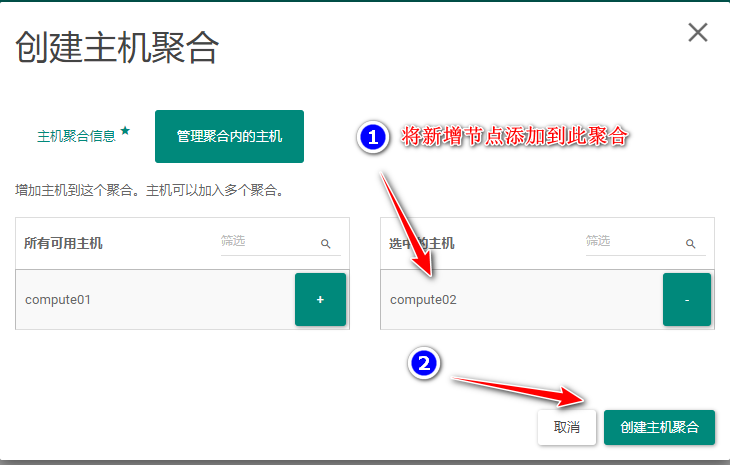 创建主机聚合
主机聚合信息 管理聚合内的主机
1 将新增节点添加到此聚合
增加主机到这个聚合。主机可以加入多个聚合。
所有可用主机 筛选
选中的主机 筛选
compute01 +
compute02 -
2
取消 创建主机聚合